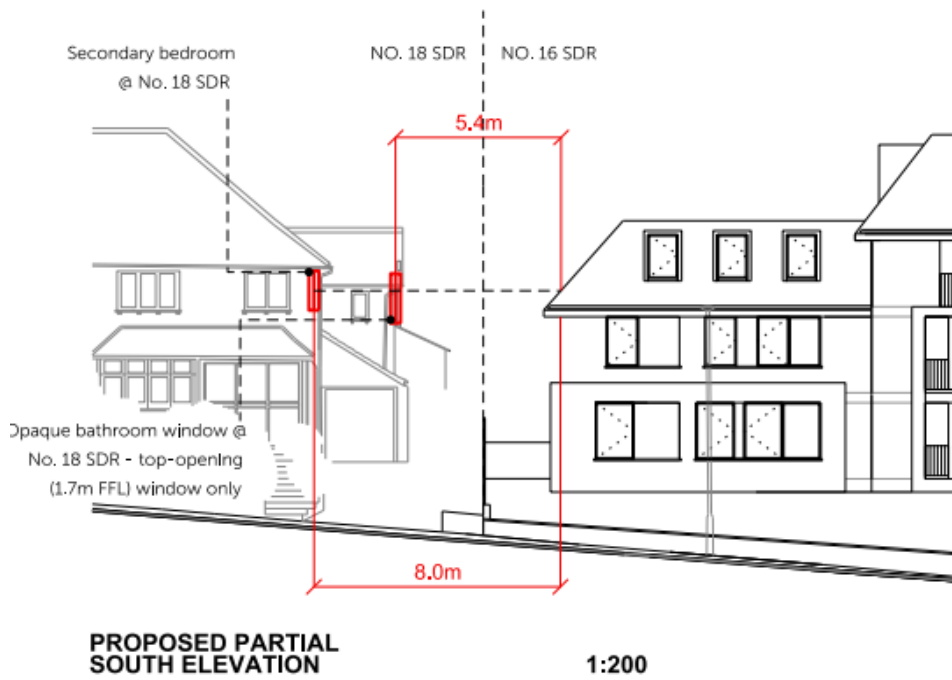 Secondary bedroom
@ No. 18 SDR
NO. 18 SDR
NO. 16 SDR
5.4m
Opaque bathroom window @
No. 18 SDR - top-opening
(1.7m FFL) window only
8.0m
PROPOSED PARTIAL
SOUTH ELEVATION
1:200